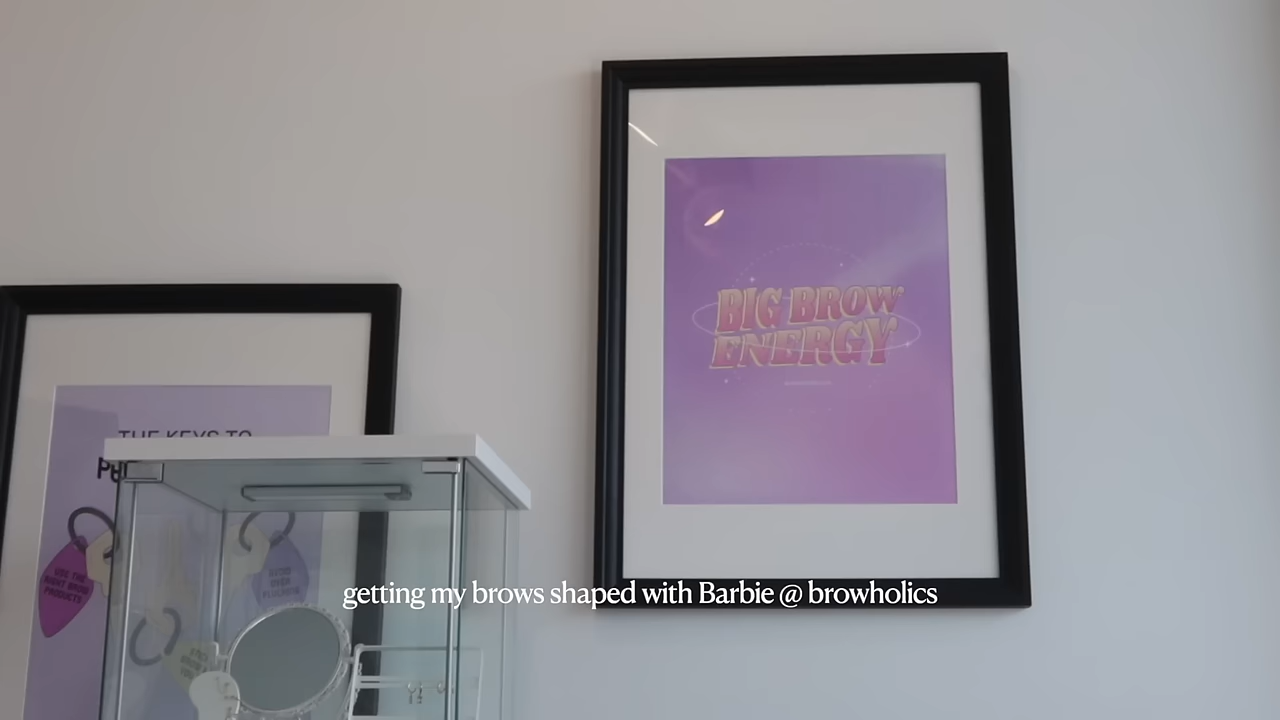 BIG BROW
ENERGY
THE KEYS TO
USE THE
RIGHT BROW
PRODUCTS
AVOID
OVER
getting my brows shaped with Barbie @ browholics